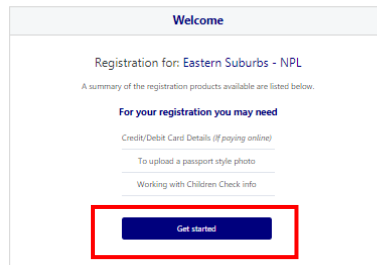 Welcome
Registration for: Eastern Suburbs - NPL
A summary of the registration products available are listed below.
For your registration you may need
Credit/Debit Card Details (If paying online)
To upload a passport style photo
Working with Children Check info
Get started